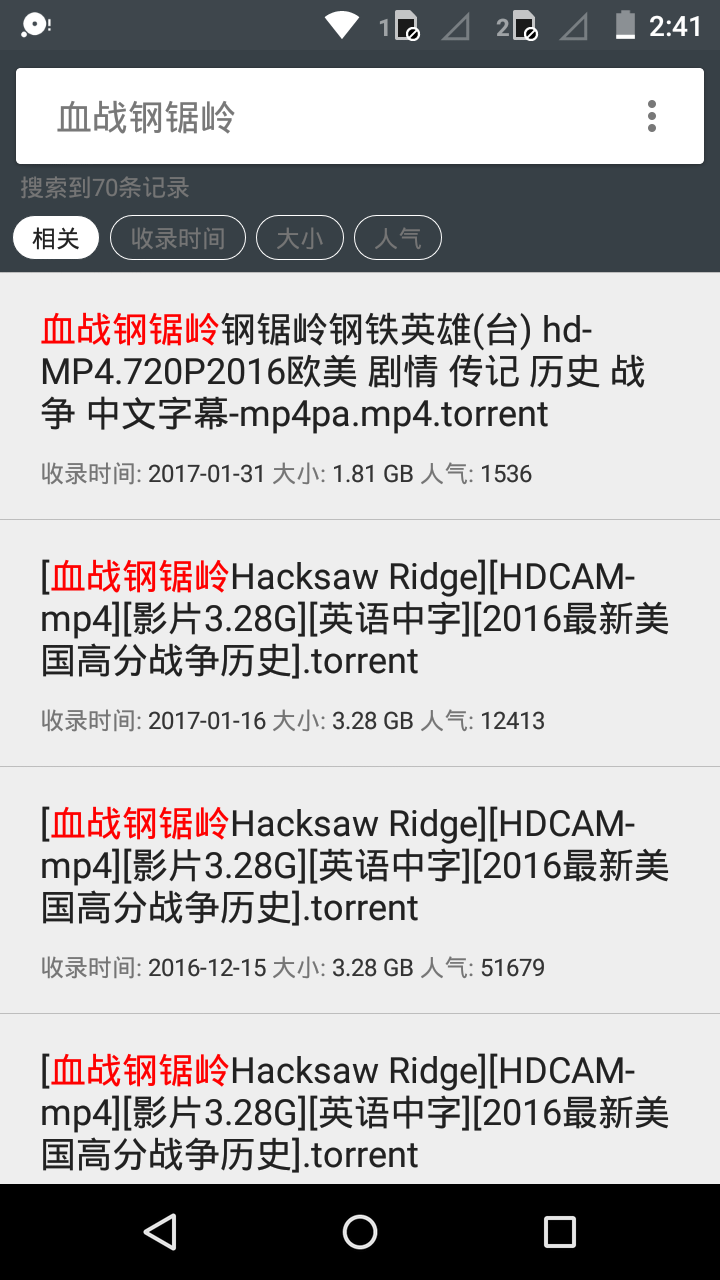 1 2 2:41
血战钢锯岭
搜索到70条记录
相关 收录时间 大小 人气
血战钢锯岭钢锯岭钢铁英雄(台) hd-
MP4.720P2016欧美 剧情 传记 历史 战
争 中文字幕-mp4pa.mp4.torrent
收录时间: 2017-01-31 大小: 1.81 GB 人气: 1536
[血战钢锯岭Hacksaw Ridge][HDCAM-
mp4][影片3.28G][英语中字][2016最新美
国高分战争历史].torrent
收录时间: 2017-01-16 大小: 3.28 GB 人气: 12413
[血战钢锯岭Hacksaw Ridge][HDCAM-
mp4][影片3.28G][英语中字][2016最新美
国高分战争历史].torrent
收录时间: 2016-12-15 大小: 3.28 GB 人气: 51679
[血战钢锯岭Hacksaw Ridge][HDCAM-
mp4][影片3.28G][英语中字][2016最新美
国高分战争历史].torrent